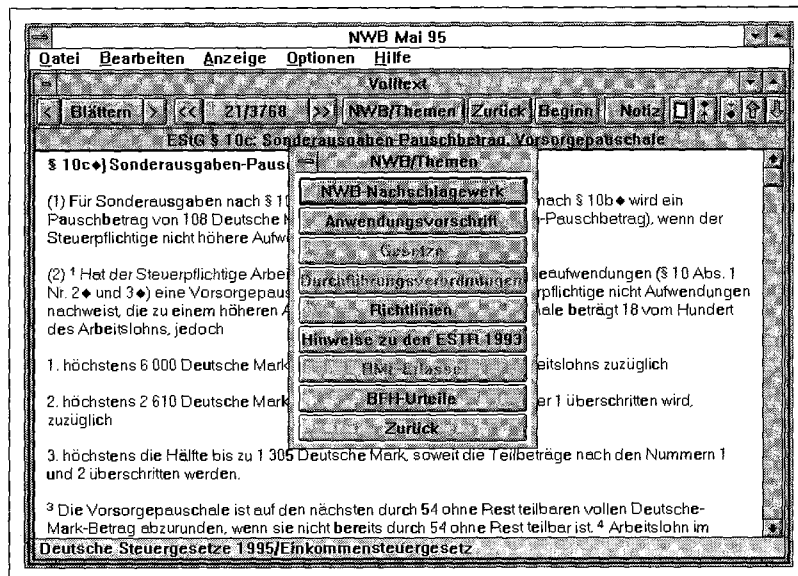 NWB Mai 95
Datei Bearbeiten Anzeige Optionen Hilfe
Volltext
< Blättern > << 21/3768 >> NWB/Themen Zurück Beginn Notiz
EStG § 10c: Sonderausgaben-Pauschbetrag, Vorsorgepauschale
§ 10c◆) Sonderausgaben-Paus
(1) Für Sonderausgaben nach § 1 nach § 10b◆ wird ein
Pauschbetrag von 108 Deutsche -Pauschbetrag), wenn der
Steuerpflichtige nicht höhere Aufw
(2) ¹ Hat der Steuerpflichtige Arbei eaufwendungen (§ 10 Abs. 1
Nr. 2◆ und 3◆) eine Vorsorgepaus rpflichtige nicht Aufwendungen
nachweist, die zu einem höheren A ale beträgt 18 vom Hundert
des Arbeitslohns, jedoch
1. höchstens 6 000 Deutsche Mark eitslohns zuzüglich
2. höchstens 2 610 Deutsche Mark er 1 überschritten wird,
zuzüglich
3. höchstens die Hälfte bis zu 1 305 Deutsche Mark, soweit die Teilbeträge nach den Nummern 1
und 2 überschritten werden.
³ Die Vorsorgepauschale ist auf den nächsten durch 54 ohne Rest teilbaren vollen Deutsche-
Mark-Betrag abzurunden, wenn sie nicht bereits durch 54 ohne Rest teilbar ist. ⁴ Arbeitslohn im
Deutsche Steuergesetze 1995/Einkommensteuergesetz
NWB/Themen
NWB-Nachschlagewerk
Anwendungsvorschrift
Gesetze
Durchführungsverordnungen
Richtlinien
Hinweise zu den ESTR 1993
BMF-Erlasse
BFH-Urteile
Zurück